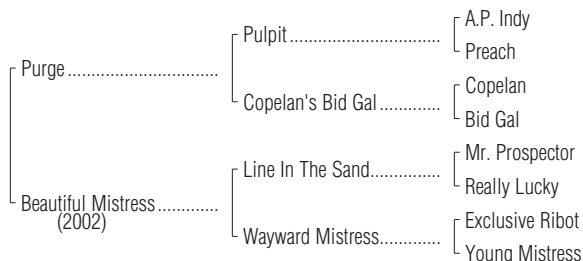 A.P. Indy
Pulpit
Preach
Purge
Copelan
Copelan's Bid Gal
Bid Gal
Mr. Prospector
Line In The Sand
Really Lucky
Beautiful Mistress
(2002)
Exclusive Ribot
Wayward Mistress
Young Mistress